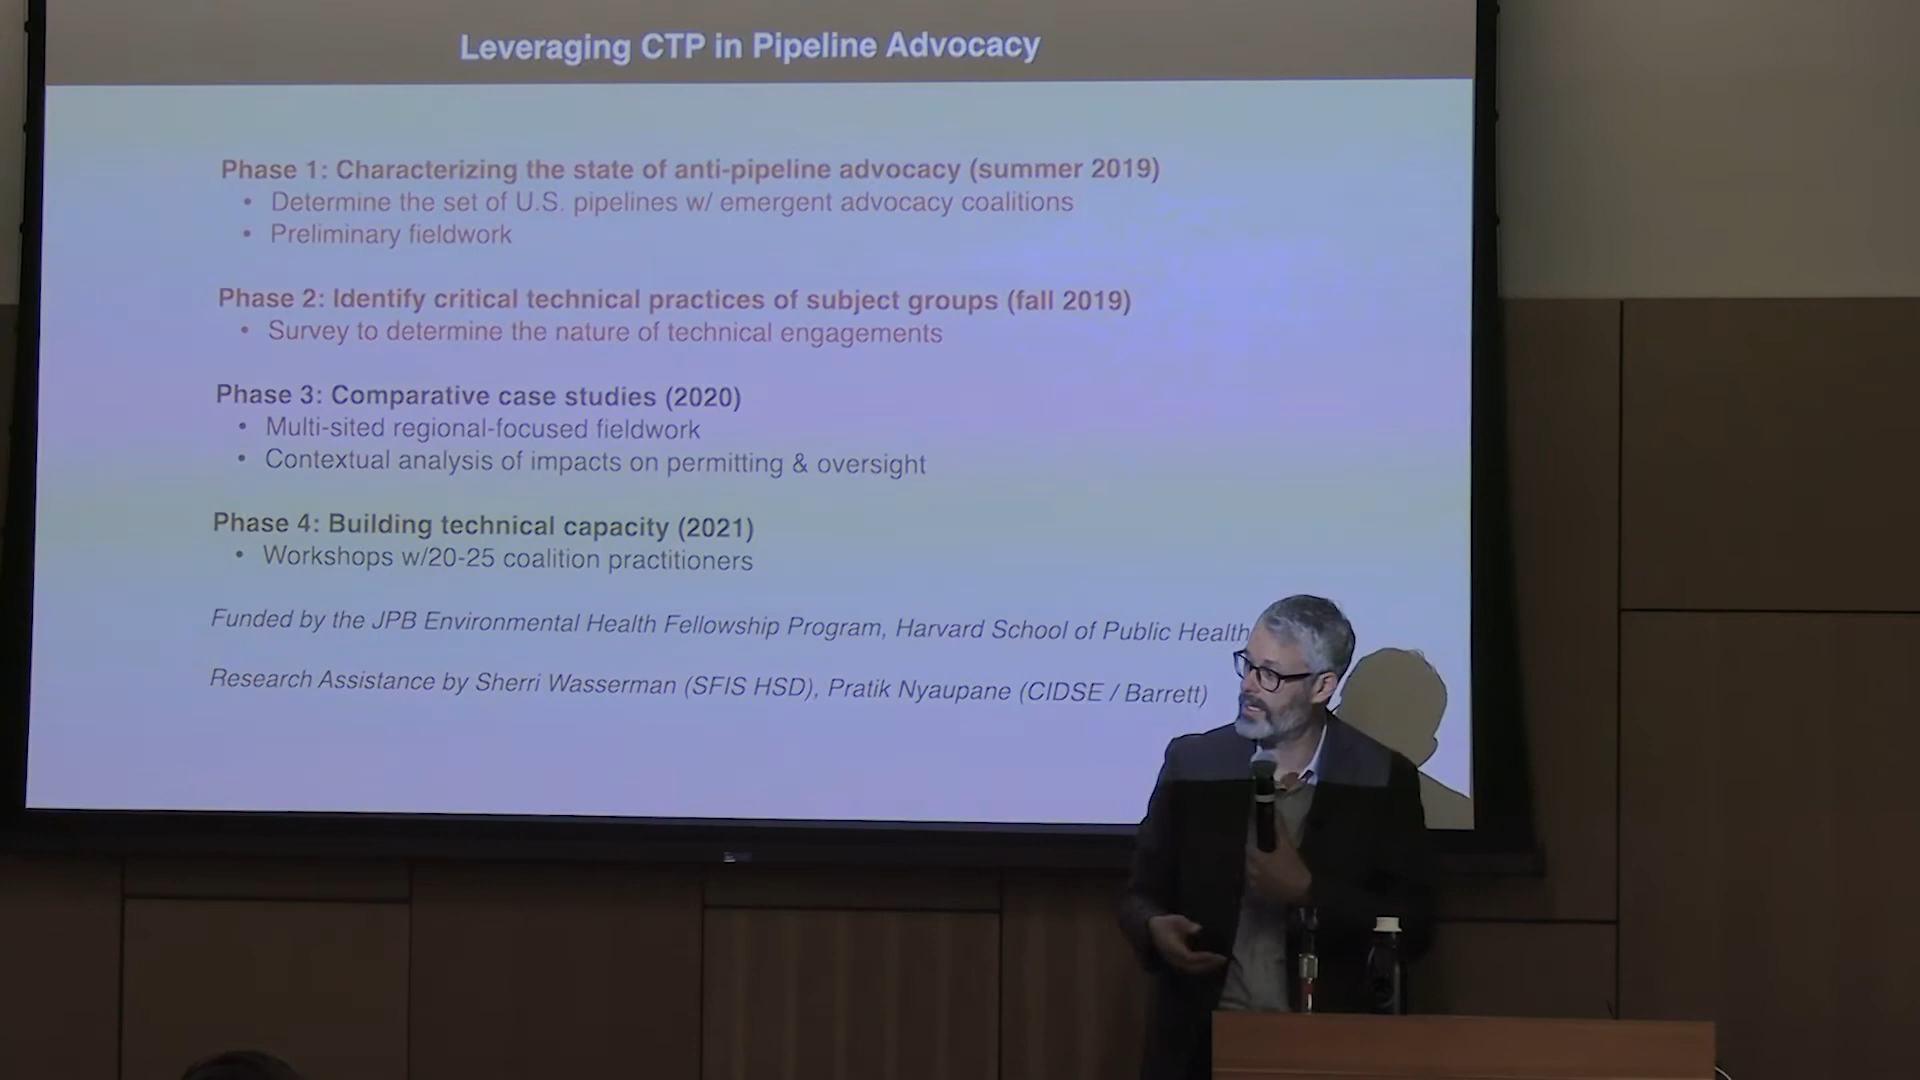 Leveraging CTP in Pipeline Advocacy
Phase 1: Characterizing the state of anti-pipeline advocacy (summer 2019)
• Determine the set of U.S. pipelines w/ emergent advocacy coalitions
• Preliminary fieldwork
Phase 2: Identify critical technical practices of subject groups (fall 2019)
• Survey to determine the nature of technical engagements
Phase 3: Comparative case studies (2020)
• Multi-sited regional-focused fieldwork
• Contextual analysis of impacts on permitting & oversight
Phase 4: Building technical capacity (2021)
• Workshops w/20-25 coalition practitioners
Funded by the JPB Environmental Health Fellowship Program, Harvard School of Public Health
Research Assistance by Sherri Wasserman (SFIS HSD), Pratik Nyaupane (CIDSE / Barrett)